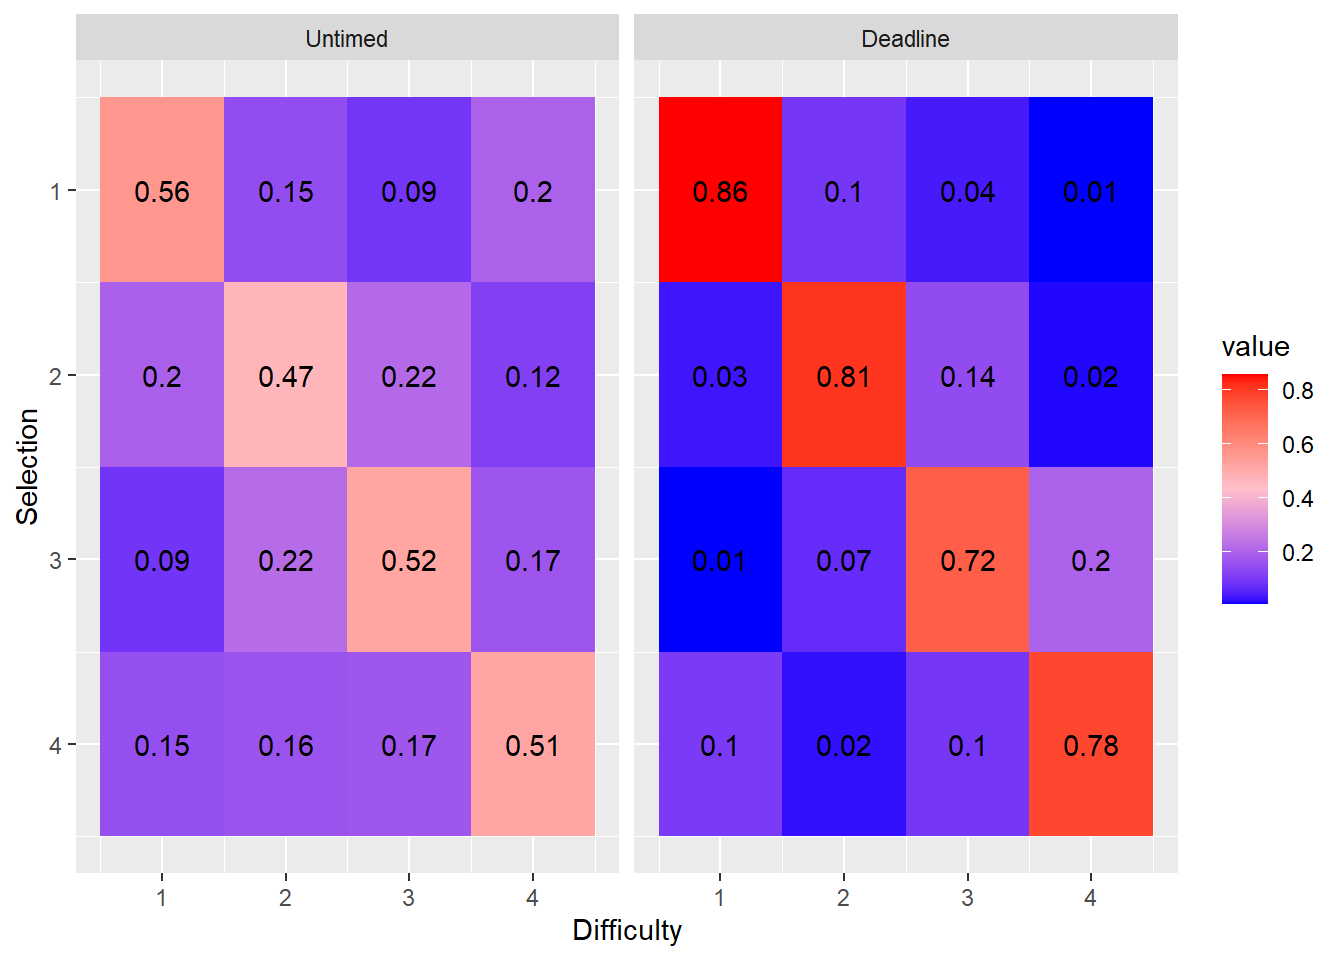 Untimed Deadline
1 0.56 0.15 0.09 0.2 0.86 0.1 0.04 0.01
2 0.2 0.47 0.22 0.12 0.03 0.81 0.14 0.02
3 0.09 0.22 0.52 0.17 0.01 0.07 0.72 0.2
4 0.15 0.16 0.17 0.51 0.1 0.02 0.1 0.78
1 2 3 4 1 2 3 4
Difficulty
Selection
value
0.8
0.6
0.4
0.2